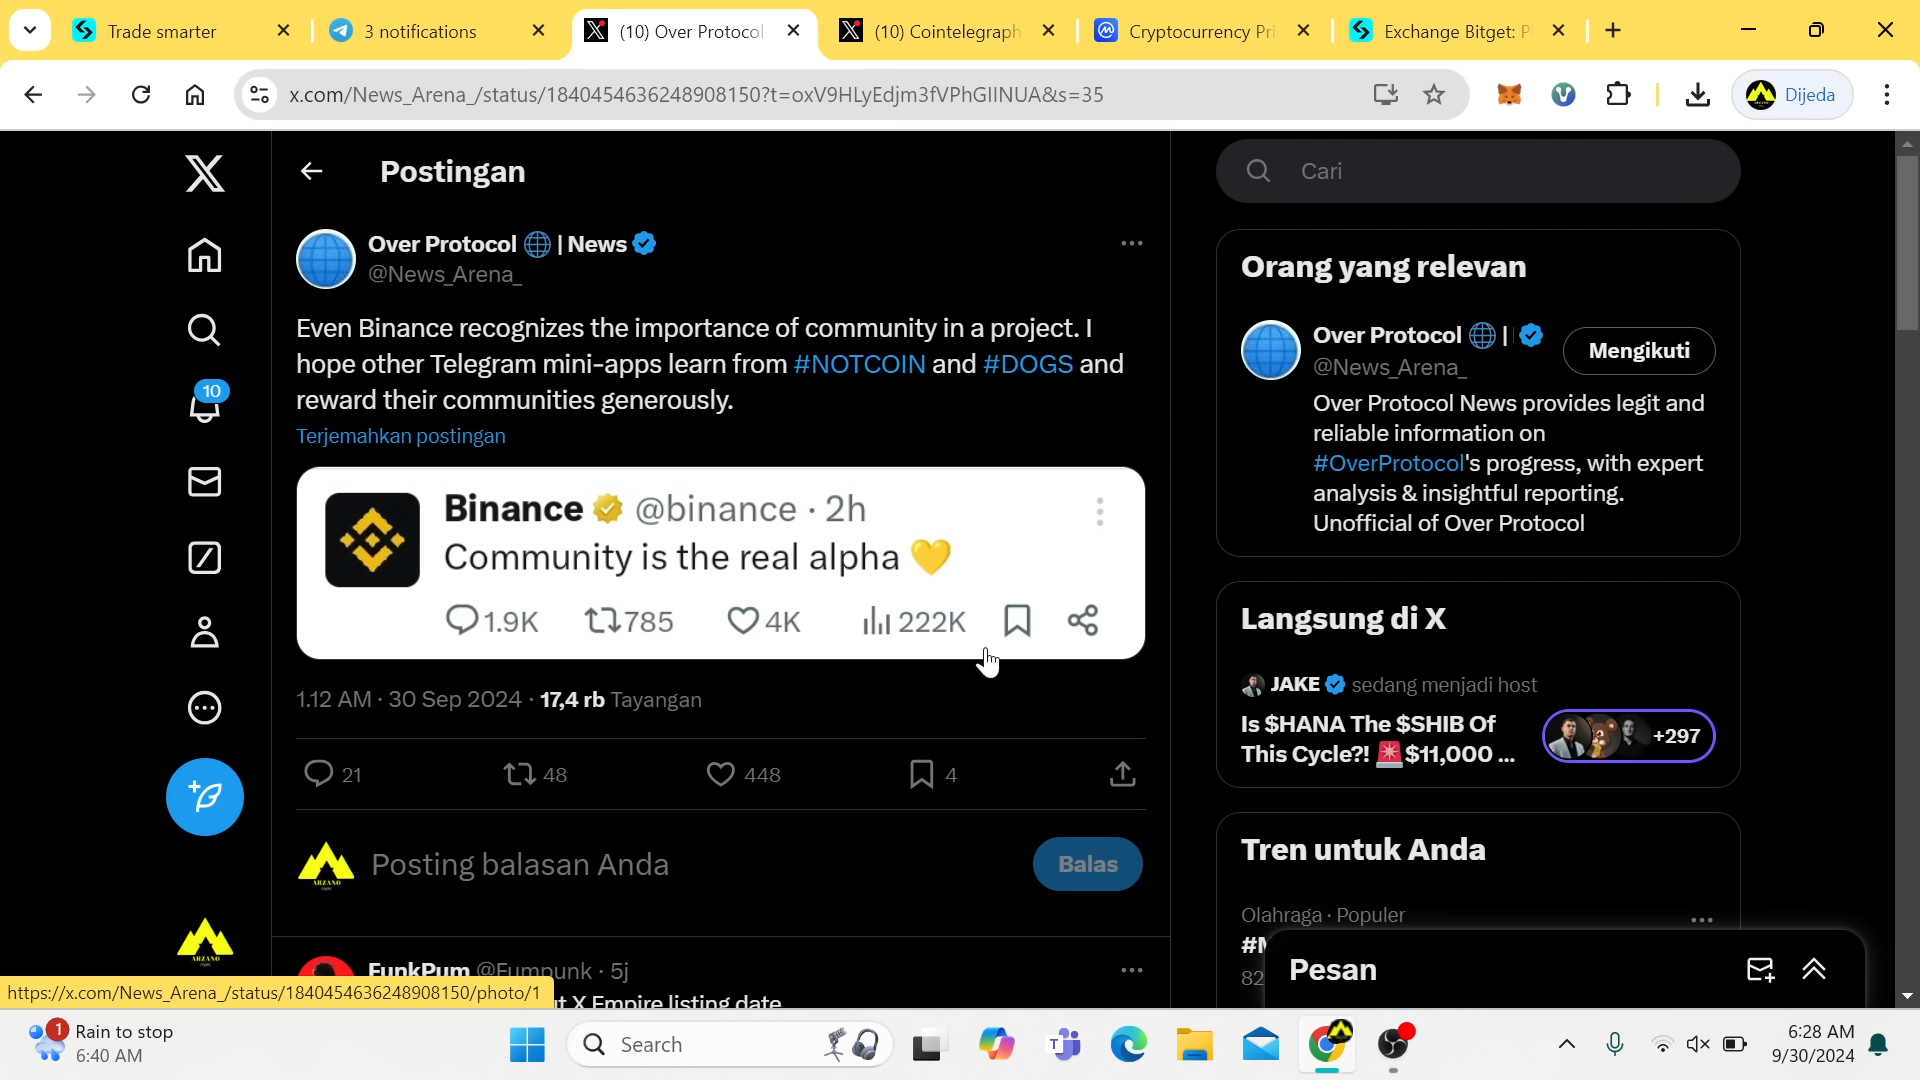 Trade smarter
3 notifications
(10) Over Protocol
(10) Cointelegraph
Cryptocurrency Pri
Exchange Bitget: P
x.com/News_Arena_/status/1840454636248908150?t=oxV9HLyEdjm3fVPhGIINUA&s=35
Dijeda
Postingan
Cari
Over Protocol 🌐 | News
@News_Arena_
Even Binance recognizes the importance of community in a project. I
hope other Telegram mini-apps learn from #NOTCOIN and #DOGS and
reward their communities generously.
Terjemahkan postingan
Binance @binance · 2h
Community is the real alpha 💛
1.9K 785 4K 222K
1.12 AM · 30 Sep 2024 · 17,4 rb Tayangan
21 48 448 4
ARZANO
Posting balasan Anda
Balas
FunkPum @Fumpunk · 5j
ut X Empire listing date
10
ARZANO
Orang yang relevan
Over Protocol 🌐 |
@News_Arena_
Mengikuti
Over Protocol News provides legit and
reliable information on
#OverProtocol's progress, with expert
analysis & insightful reporting.
Unofficial of Over Protocol
Langsung di X
JAKE sedang menjadi host
Is $HANA The $SHIB Of
This Cycle?! 🚨$11,000 ...
+297
Tren untuk Anda
Olahraga · Populer
82
Pesan
https://x.com/News_Arena_/status/1840454636248908150/photo/1
1
Rain to stop
6:40 AM
Search
6:28 AM
9/30/2024